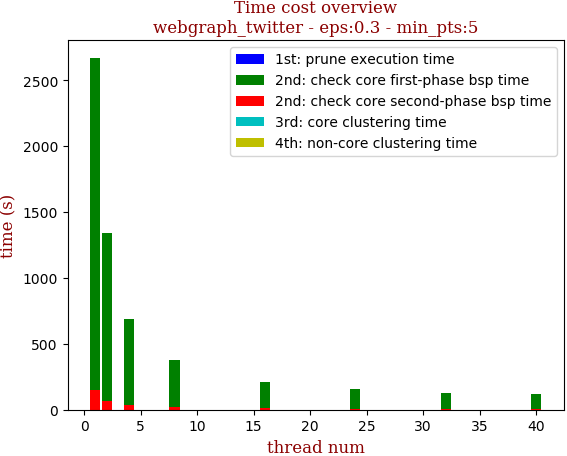 Time cost overview
webgraph_twitter - eps:0.3 - min_pts:5
1st: prune execution time
2nd: check core first-phase bsp time
2nd: check core second-phase bsp time
3rd: core clustering time
4th: non-core clustering time
time (s)
2500
2000
1500
1000
500
0
0 5 10 15 20 25 30 35 40
thread num